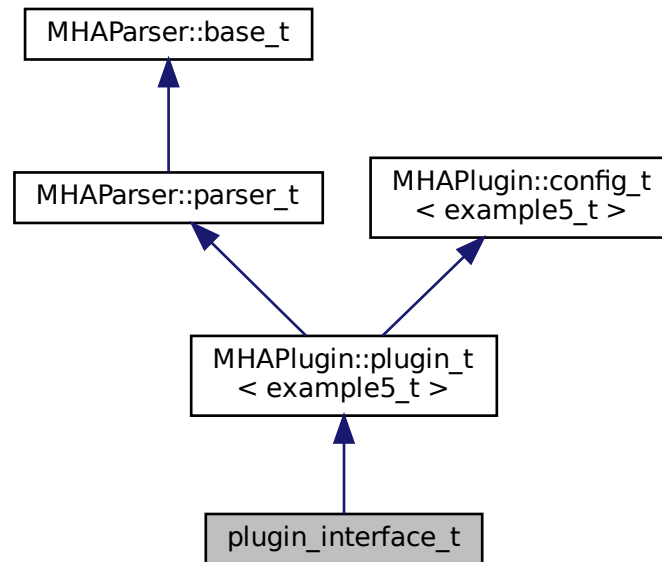 MHAParser::base_t
MHAParser::parser_t
MHAPlugin::config_t
< example5_t >
MHAPlugin::plugin_t
< example5_t >
plugin_interface_t